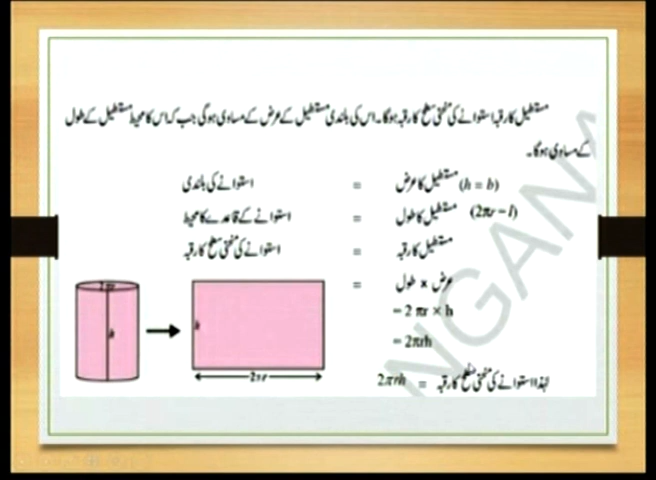 مستطیل کا رقبہ استوانے کی منحنی سطح کا رقبہ ہوگا۔ اس کی بلندی مستطیل کے عرض کے مساوی ہوگی جب کہ اس کا محیط مستطیل کے طول
کے مساوی ہوگا۔
(h = b) مستطیل کا عرض = استوانے کی بلندی
(2πr = l) مستطیل کا طول = استوانے کے قاعدے کا محیط
مستطیل کا رقبہ = استوانے کی منحنی سطح کا رقبہ
عرض × طول =
= 2 πr × h
= 2πrh
h
h
2πr
لہٰذا استوانے کی منحنی سطح کا رقبہ = 2πrh
NGAM